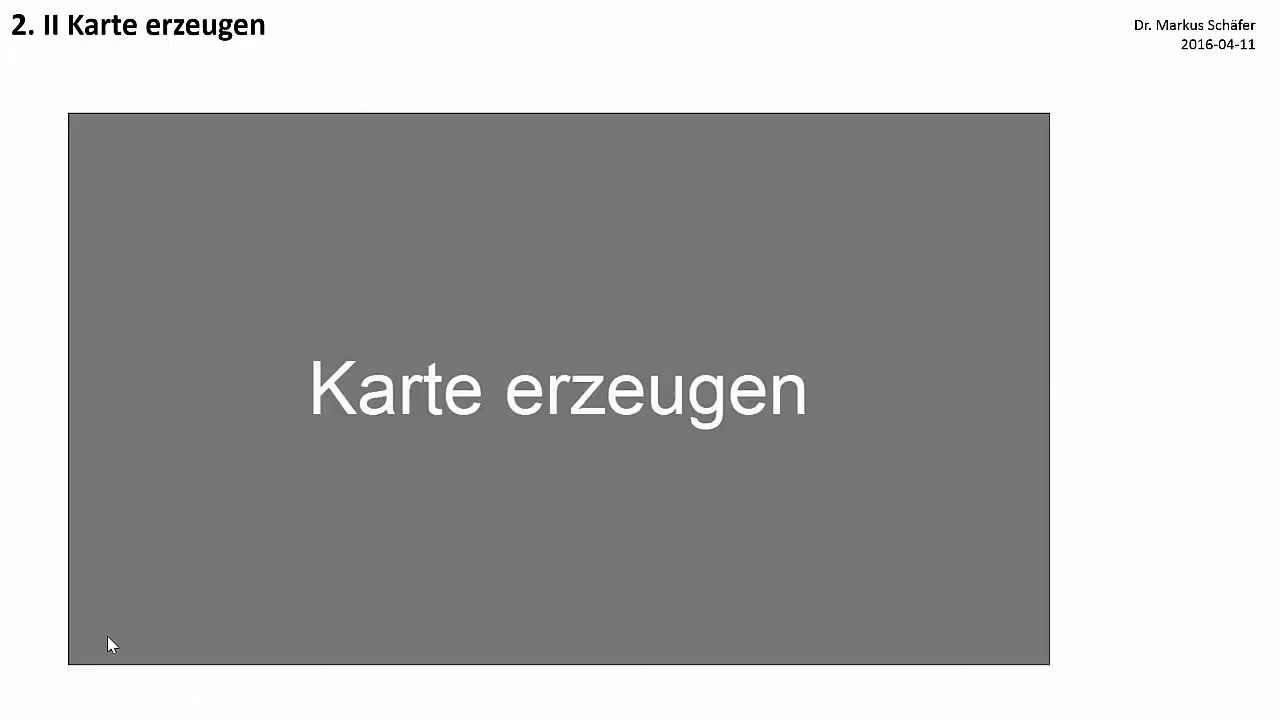 2. II Karte erzeugen
Dr. Markus Schäfer
2016-04-11
Karte erzeugen